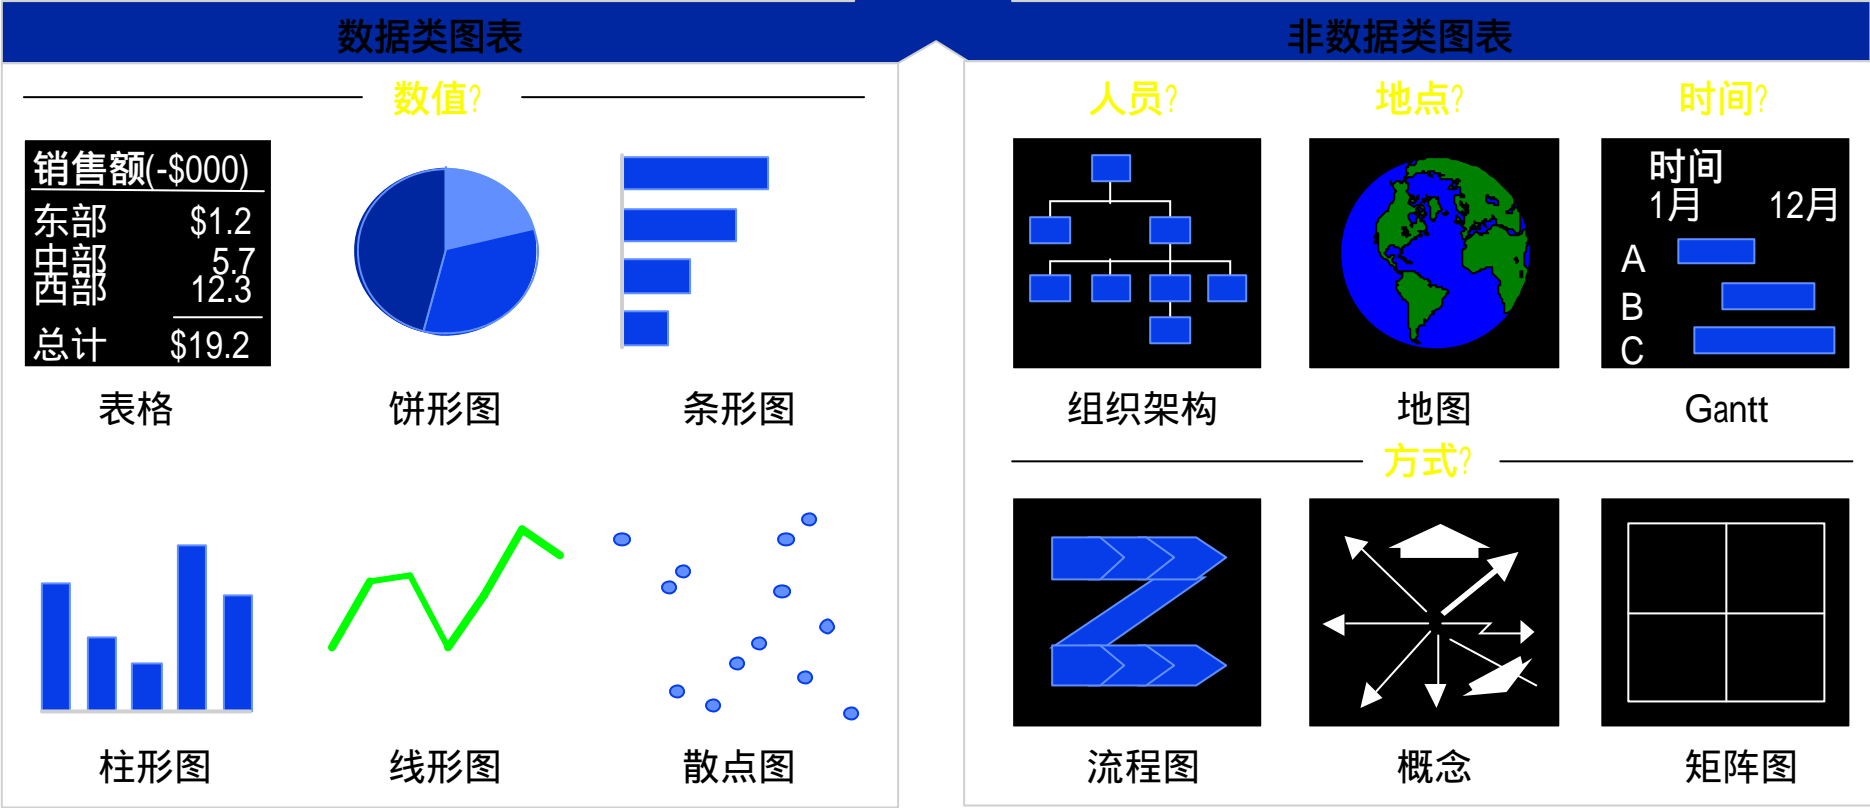 数据类图表
数值?
销售额(-$000)
东部 $1.2
中部 5.7
西部 12.3
总计 $19.2
表格 饼形图 条形图
柱形图 线形图 散点图
非数据类图表
人员? 地点? 时间?
时间
1月 12月
A
B
C
组织架构 地图 Gantt
方式?
流程图 概念 矩阵图